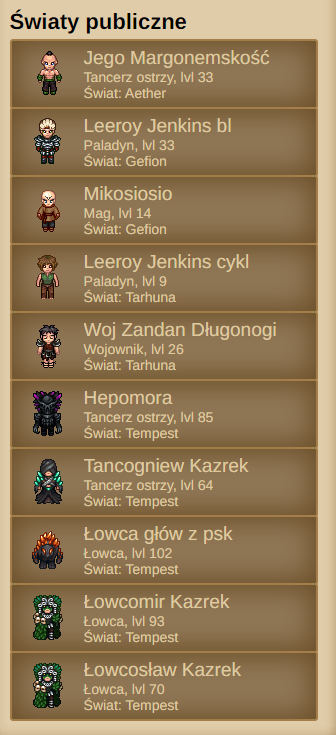 Światy publiczne
Jego Margonemskość
Tancerz ostrzy, lvl 33
Świat: Aether
Leeroy Jenkins bl
Paladyn, lvl 33
Świat: Gefion
Mikosiosio
Mag, lvl 14
Świat: Gefion
Leeroy Jenkins cykl
Paladyn, lvl 9
Świat: Tarhuna
Woj Zandan Długonogi
Wojownik, lvl 26
Świat: Tarhuna
Hepomora
Tancerz ostrzy, lvl 85
Świat: Tempest
Tancogniew Kazrek
Tancerz ostrzy, lvl 64
Świat: Tempest
Łowca głów z psk
Łowca, lvl 102
Świat: Tempest
Łowcomir Kazrek
Łowca, lvl 93
Świat: Tempest
Łowcosław Kazrek
Łowca, lvl 70
Świat: Tempest